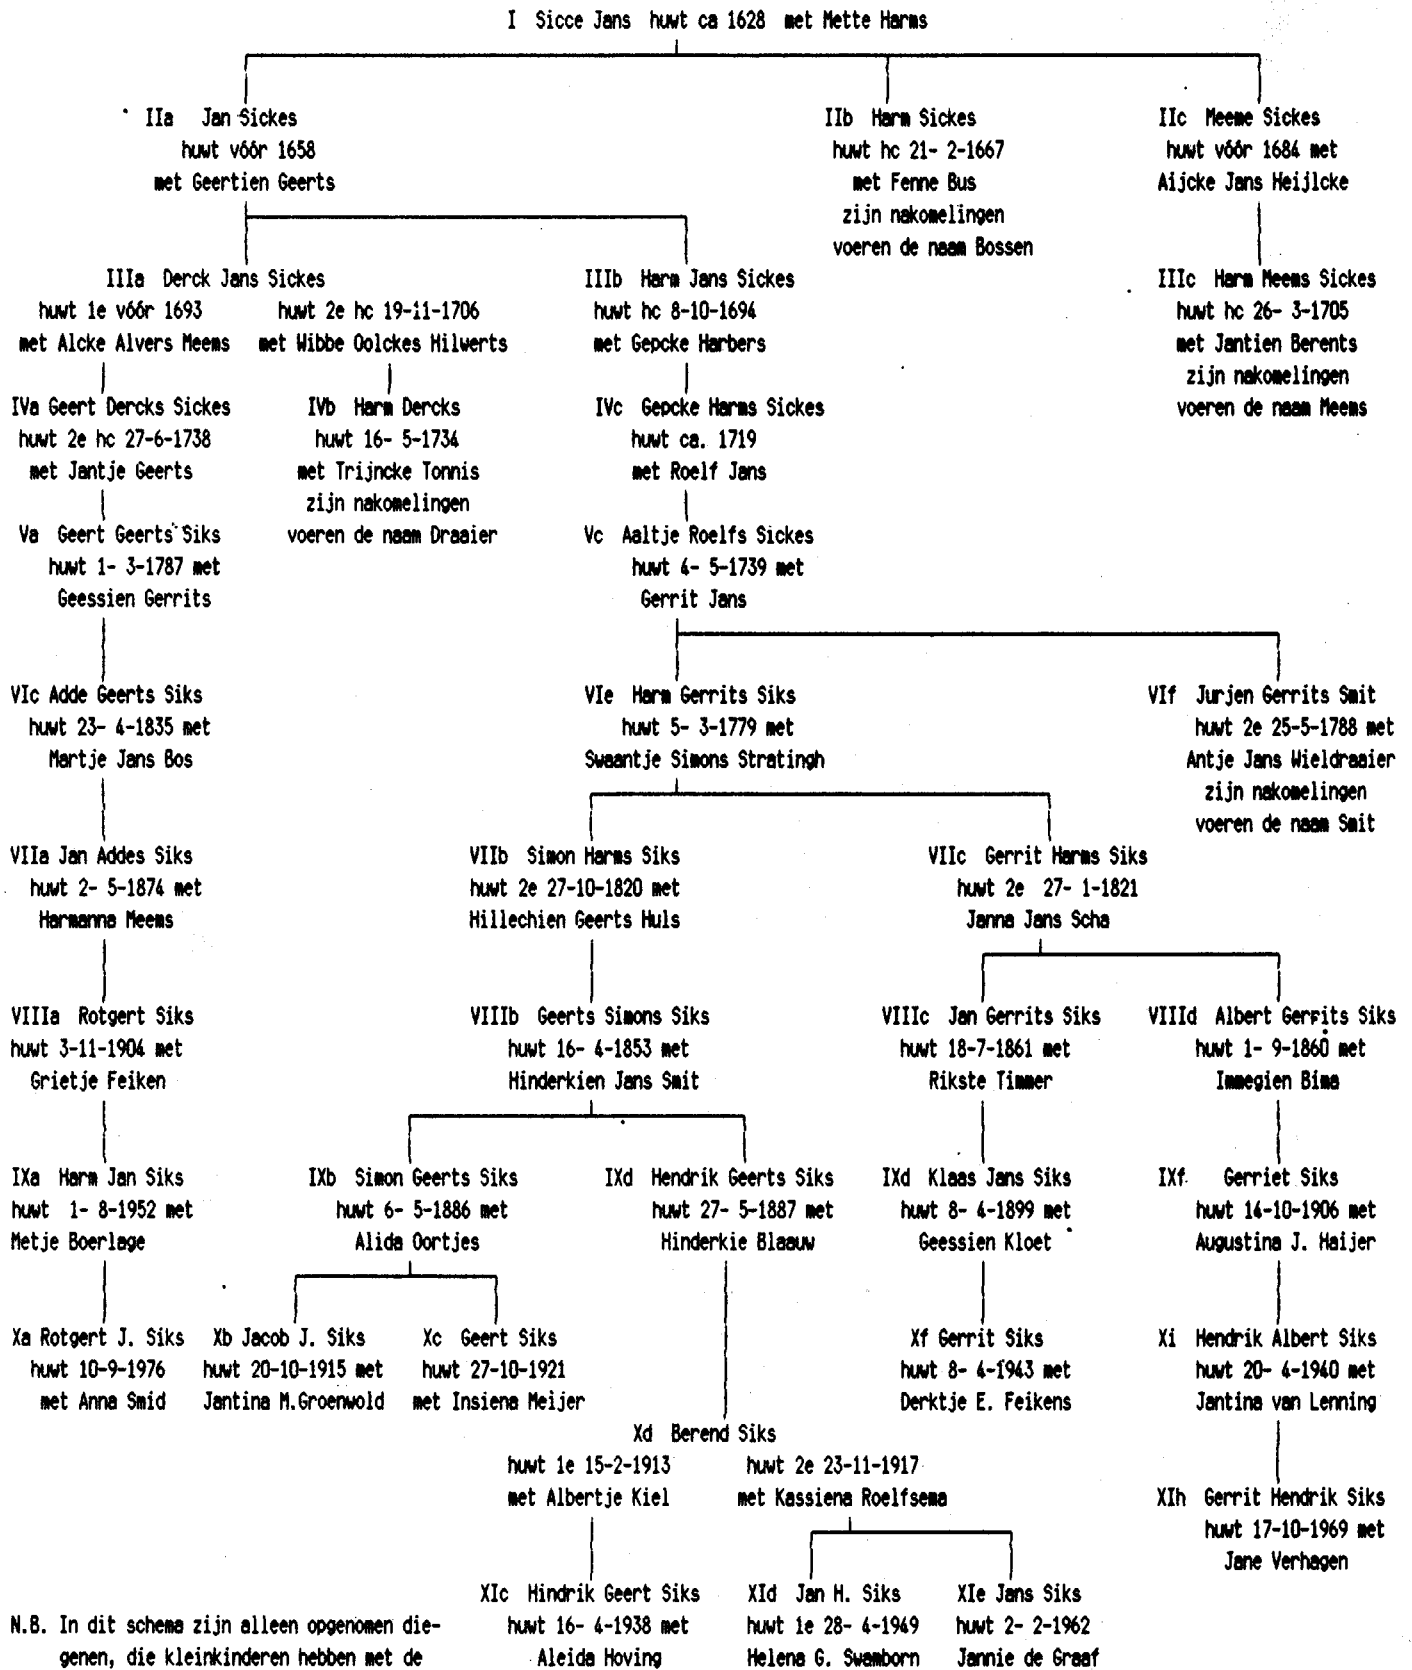 I Sicce Jans huwt ca 1628 met Mette Harms
IIa Jan Sickes
huwt vóór 1658
met Geertien Geerts
IIb Harm Sickes
huwt hc 21- 2-1667
met Fenne Bus
zijn nakomelingen
voeren de naam Bossen
IIc Meeme Sickes
huwt vóór 1684 met
Aijcke Jans Heijlcke
IIIa Derck Jans Sickes
huwt 1e vóór 1693
met Alcke Alvers Meems
huwt 2e hc 19-11-1706
met Wibbe Oolckes Hilwerts
IIIb Harm Jans Sickes
huwt hc 8-10-1694
met Gepcke Harbers
IIIc Harm Meems Sickes
huwt hc 26- 3-1705
met Jantien Berents
zijn nakomelingen
voeren de naam Meems
IVa Geert Dercks Sickes
huwt 2e hc 27-6-1738
met Jantje Geerts
IVb Harm Dercks
huwt 16- 5-1734
met Trijncke Tonnis
zijn nakomelingen
voeren de naam Draaier
IVc Gepcke Harms Sickes
huwt ca. 1719
met Roelf Jans
Va Geert Geerts Siks
huwt 1- 3-1787 met
Geessien Gerrits
Vc Aaltje Roelfs Sickes
huwt 4- 5-1739 met
Gerrit Jans
VIc Adde Geerts Siks
huwt 23- 4-1835 met
Martje Jans Bos
VIe Harm Gerrits Siks
huwt 5- 3-1779 met
Swaantje Simons Stratingh
VIf Jurjen Gerrits Smit
huwt 2e 25-5-1788 met
Antje Jans Wieldraaier
zijn nakomelingen
voeren de naam Smit
VIIa Jan Addes Siks
huwt 2- 5-1874 met
Harmanna Meems
VIIb Simon Harms Siks
huwt 2e 27-10-1820 met
Hillechien Geerts Huls
VIIc Gerrit Harms Siks
huwt 2e 27- 1-1821
Janna Jans Scha
VIIIa Rotgert Siks
huwt 3-11-1904 met
Grietje Feiken
VIIIb Geerts Simons Siks
huwt 16- 4-1853 met
Hinderkien Jans Smit
VIIIc Jan Gerrits Siks
huwt 18-7-1861 met
Rikste Timmer
VIIId Albert Gerrits Siks
huwt 1- 9-1860 met
Immegien Bima
IXa Harm Jan Siks
huwt 1- 8-1952 met
Metje Boerlage
IXb Simon Geerts Siks
huwt 6- 5-1886 met
Alida Oortjes
IXd Hendrik Geerts Siks
huwt 27- 5-1887 met
Hinderkie Blaauw
IXd Klaas Jans Siks
huwt 8- 4-1899 met
Geessien Kloet
IXf Gerriet Siks
huwt 14-10-1906 met
Augustina J. Haijer
Xa Rotgert J. Siks
huwt 10-9-1976
met Anna Smid
Xb Jacob J. Siks
huwt 20-10-1915 met
Jantina M.Groenwold
Xc Geert Siks
huwt 27-10-1921
met Insiena Meijer
Xf Gerrit Siks
huwt 8- 4-1943 met
Derktje E. Feikens
Xi Hendrik Albert Siks
huwt 20- 4-1940 met
Jantina van Lenning
Xd Berend Siks
huwt 1e 15-2-1913
met Albertje Kiel
huwt 2e 23-11-1917
met Kassiena Roelfsema
XIh Gerrit Hendrik Siks
huwt 17-10-1969 met
Jane Verhagen
XIc Hindrik Geert Siks
huwt 16- 4-1938 met
Aleida Hoving
XId Jan H. Siks
huwt 1e 28- 4-1949
Helena G. Swamborn
XIe Jans Siks
huwt 2- 2-1962
Jannie de Graaf
N.B. In dit schema zijn alleen opgenomen die-
genen, die kleinkinderen hebben met de